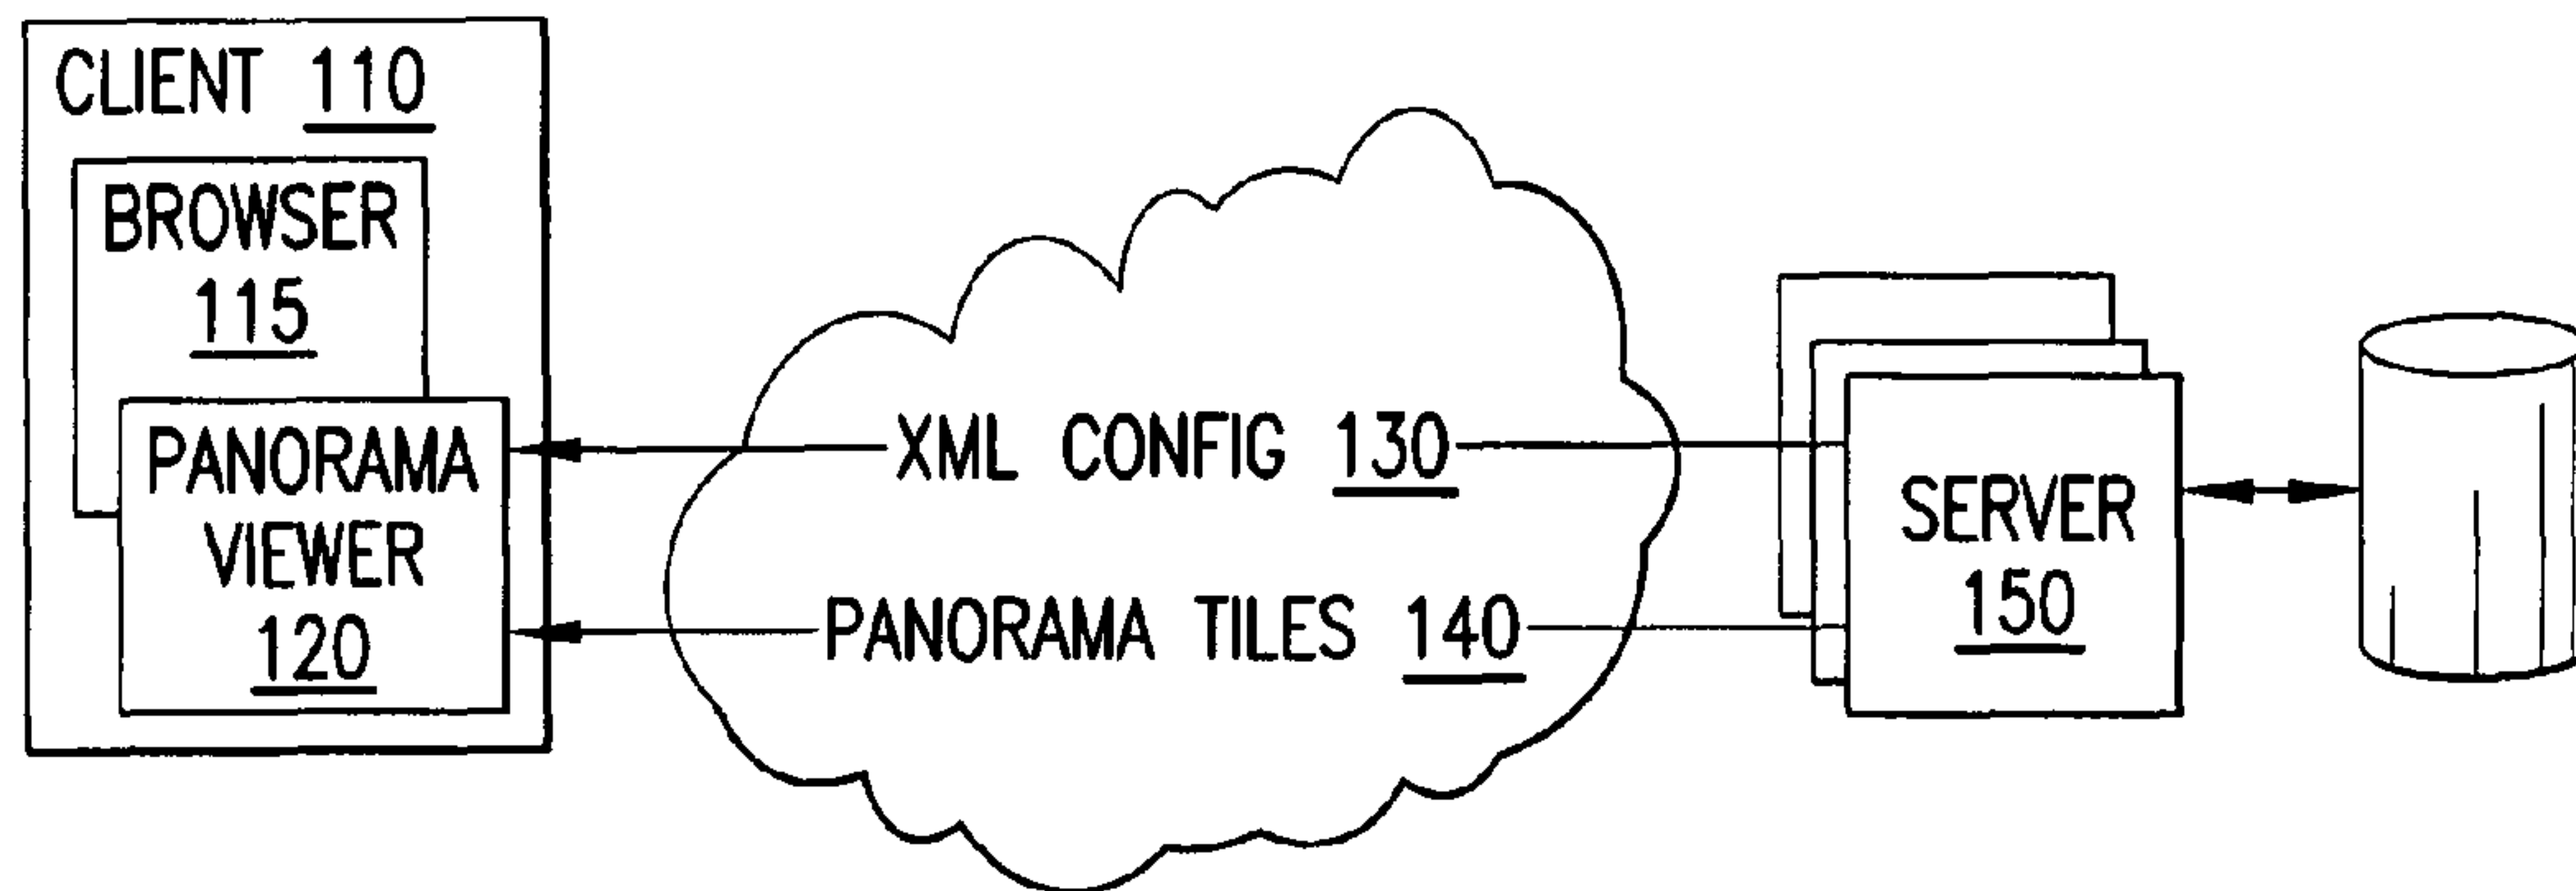 CLIENT 110
BROWSER
115
PANORAMA
VIEWER
120
XML CONFIG 130
PANORAMA TILES 140
SERVER
150